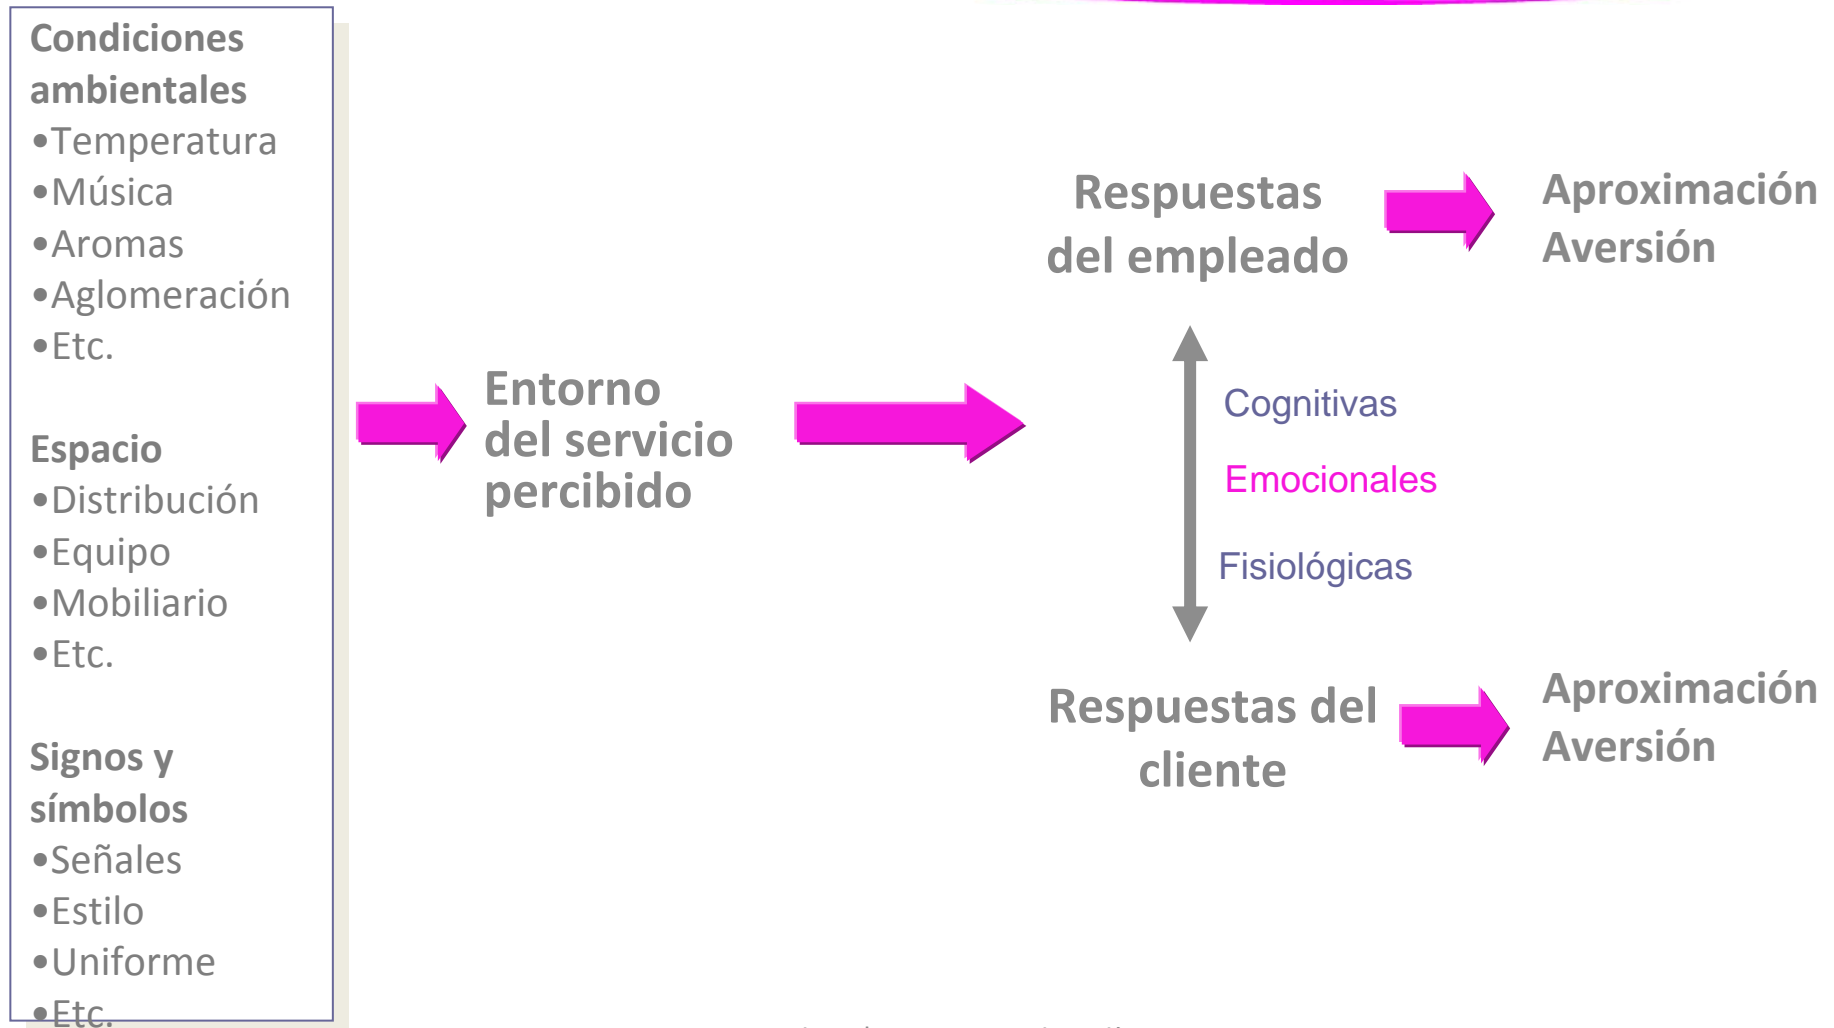 Condiciones
ambientales
•Temperatura
•Música
•Aromas
•Aglomeración
•Etc.
Espacio
•Distribución
•Equipo
•Mobiliario
•Etc.
Signos y
símbolos
•Señales
•Estilo
•Uniforme
•Etc.
Entorno
del servicio
percibido
Respuestas
del empleado
Aproximación
Aversión
Cognitivas
Emocionales
Fisiológicas
Respuestas del
cliente
Aproximación
Aversión